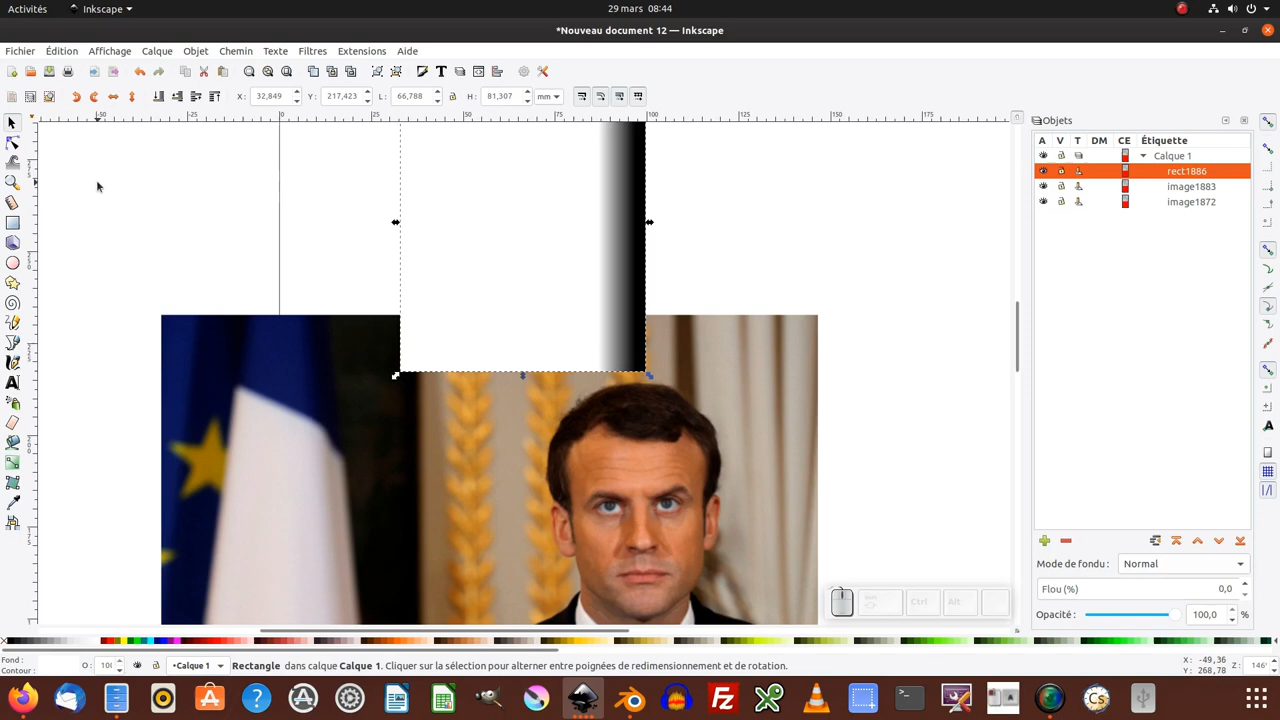 Activités Inkscape 29 mars 08:44
*Nouveau document 12 — Inkscape
Fichier Édition Affichage Calque Objet Chemin Texte Filtres Extensions Aide
X: 32,849 Y: 217,423 L: 66,788 H: 81,307 mm
Objets
A V T DM CE Étiquette
Calque 1
rect1886
image1883
image1872
Mode de fondu : Normal
Flou (%) 0,0
Opacité : 100,0 %
Ctrl Alt
Fond :
Contour :
O: 100
•Calque 1
Rectangle dans calque Calque 1. Cliquer sur la sélection pour alterner entre poignées de redimensionnement et de rotation.
X: -49,36
Y: 268,78
Z: 146